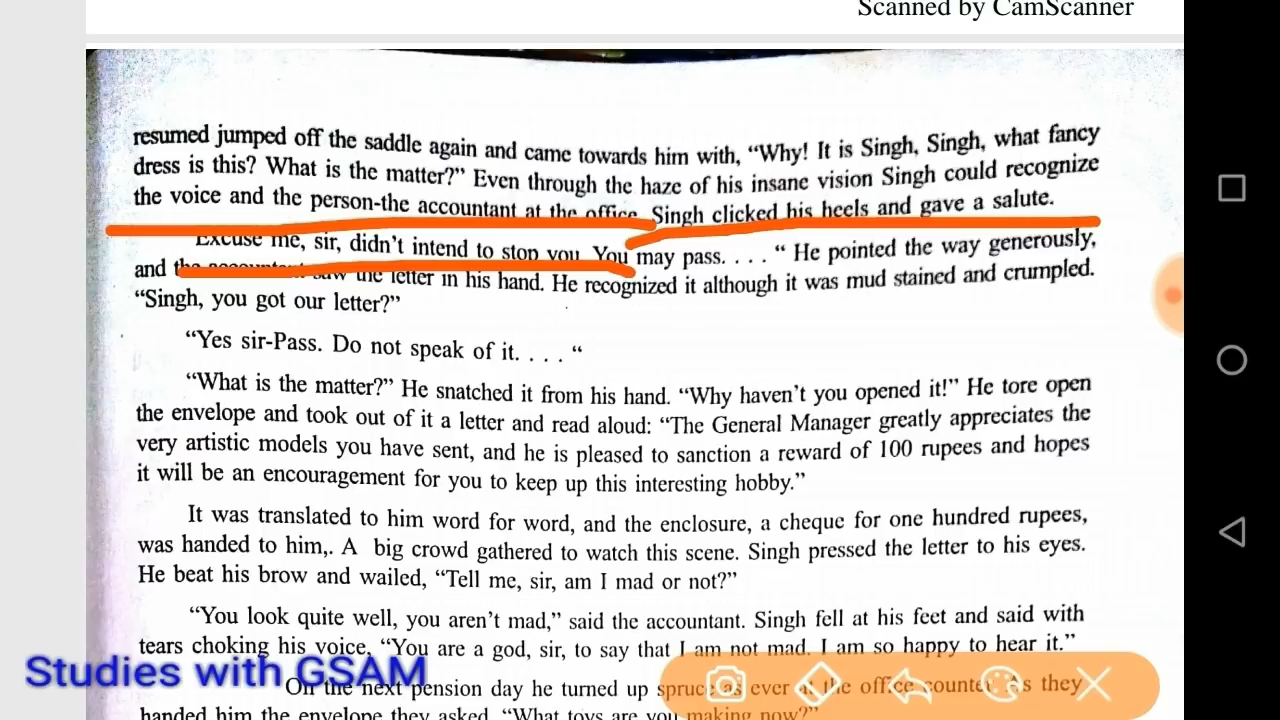 Scanned by CamScanner
resumed jumped off the saddle again and came towards him with, “Why! It is Singh, Singh, what fancy
dress is this? What is the matter?” Even through the haze of his insane vision Singh could recognize
the voice and the person-the accountant at the office. Singh clicked his heels and gave a salute.
Excuse me, sir, didn't intend to stop you You may pass. . . . “ He pointed the way generously,
and the accountant saw the letter in his hand. He recognized it although it was mud stained and crumpled.
“Singh, you got our letter?”
“Yes sir-Pass. Do not speak of it. . . . “
“What is the matter?” He snatched it from his hand. “Why haven't you opened it!” He tore open
the envelope and took out of it a letter and read aloud: “The General Manager greatly appreciates the
very artistic models you have sent, and he is pleased to sanction a reward of 100 rupees and hopes
it will be an encouragement for you to keep up this interesting hobby.”
It was translated to him word for word, and the enclosure, a cheque for one hundred rupees,
was handed to him,. A big crowd gathered to watch this scene. Singh pressed the letter to his eyes.
He beat his brow and wailed, “Tell me, sir, am I mad or not?”
“You look quite well, you aren't mad,” said the accountant. Singh fell at his feet and said with
tears choking his voice, “You are a god, sir, to say that I am not mad. I am so happy to hear it.”
Studies with GSAM
On the next pension day he turned up spruce as ever at the office counter. As they
handed him the envelope they asked, “What toys are you making now?”